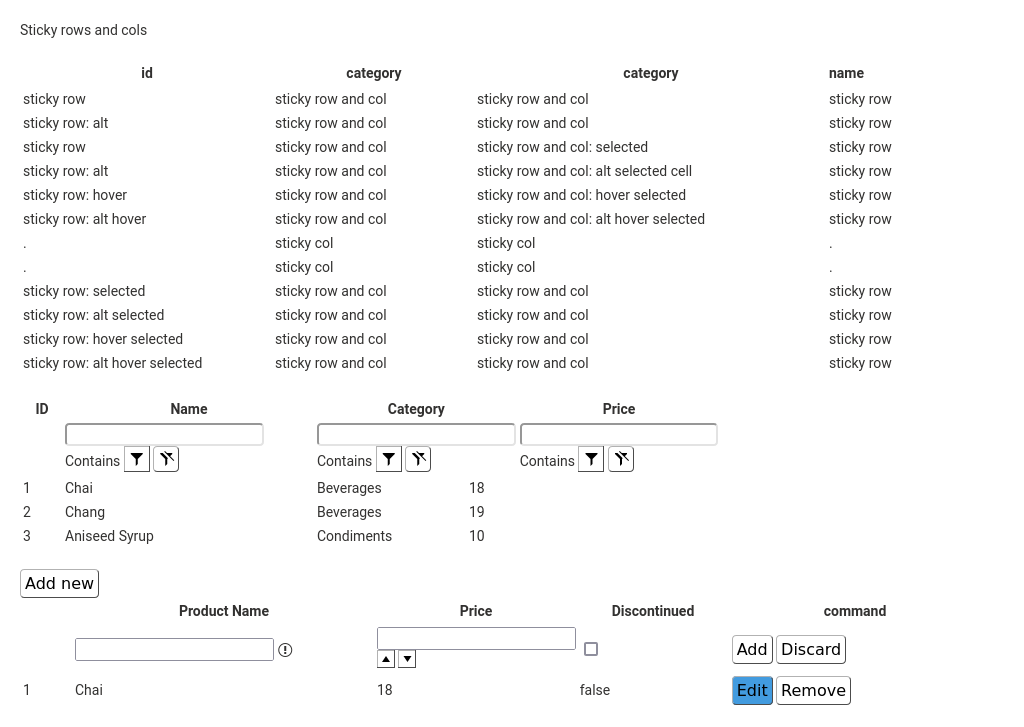 Sticky rows and cols
id category category name
sticky row sticky row and col sticky row and col sticky row
sticky row: alt sticky row and col sticky row and col sticky row
sticky row sticky row and col sticky row and col: selected sticky row
sticky row: alt sticky row and col sticky row and col: alt selected cell sticky row
sticky row: hover sticky row and col sticky row and col: hover selected sticky row
sticky row: alt hover sticky row and col sticky row and col: alt hover selected sticky row
. sticky col sticky col .
. sticky col sticky col .
sticky row: selected sticky row and col sticky row and col sticky row
sticky row: alt selected sticky row and col sticky row and col sticky row
sticky row: hover selected sticky row and col sticky row and col sticky row
sticky row: alt hover selected sticky row and col sticky row and col sticky row
ID Name Category Price
Contains Contains Contains
1 Chai Beverages 18
2 Chang Beverages 19
3 Aniseed Syrup Condiments 10
Add new
Product Name Price Discontinued command
Add Discard
1 Chai 18 false Edit Remove